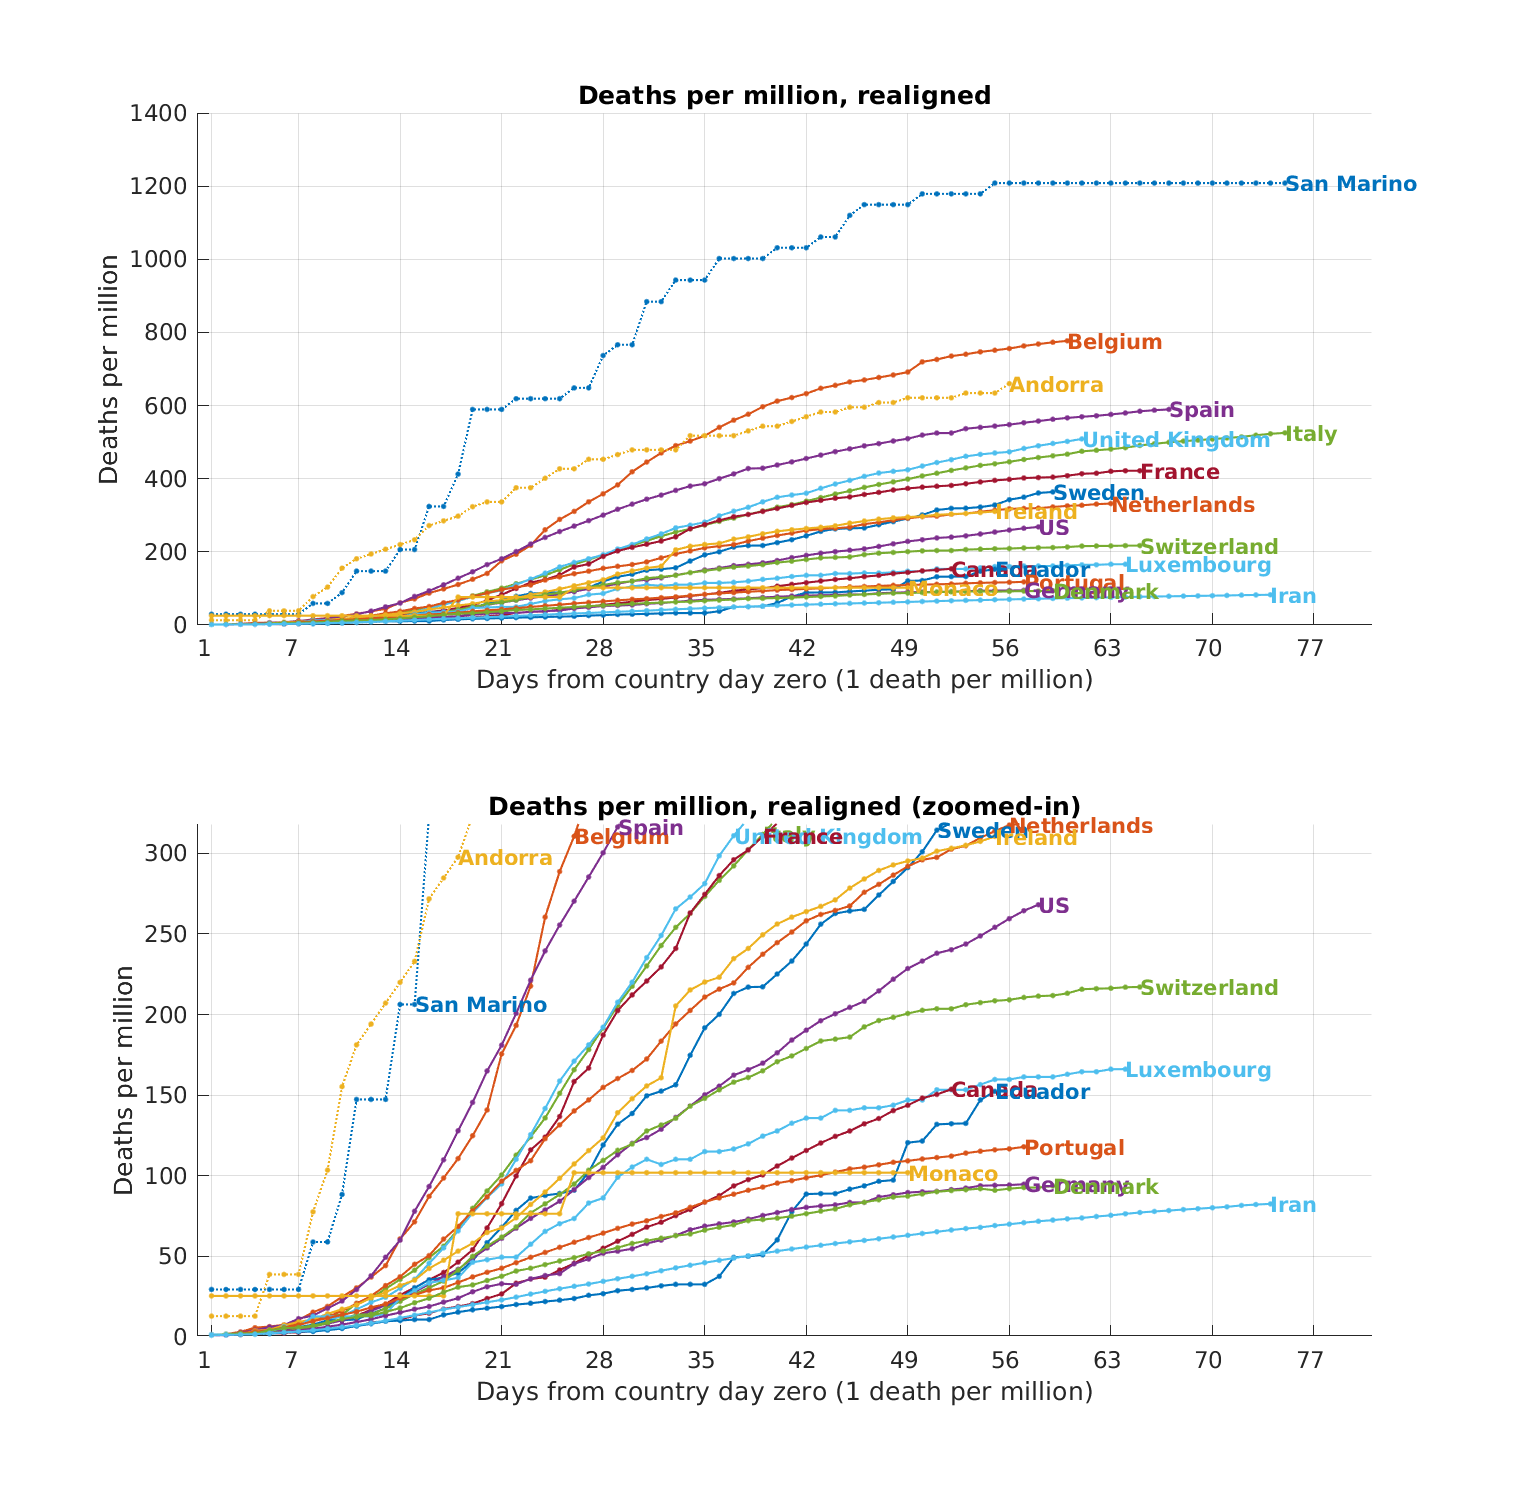 Deaths per million, realigned
1400
1200
1000
800
600
400
200
0
Deaths per million
San Marino
Belgium
Andorra
Spain
Italy
United Kingdom
France
Sweden
Netherlands
Ireland
US
Switzerland
Luxembourg
Canada
Ecuador
Portugal
Monaco
Germany
Denmark
Iran
1 7 14 21 28 35 42 49 56 63 70 77
Days from country day zero (1 death per million)
Deaths per million, realigned (zoomed-in)
300
250
200
150
100
50
0
Deaths per million
Spain
Belgium
United Kingdom
Italy
France
Sweden
Netherlands
Ireland
Andorra
US
San Marino
Switzerland
Luxembourg
Canada
Ecuador
Portugal
Monaco
Germany
Denmark
Iran
1 7 14 21 28 35 42 49 56 63 70 77
Days from country day zero (1 death per million)